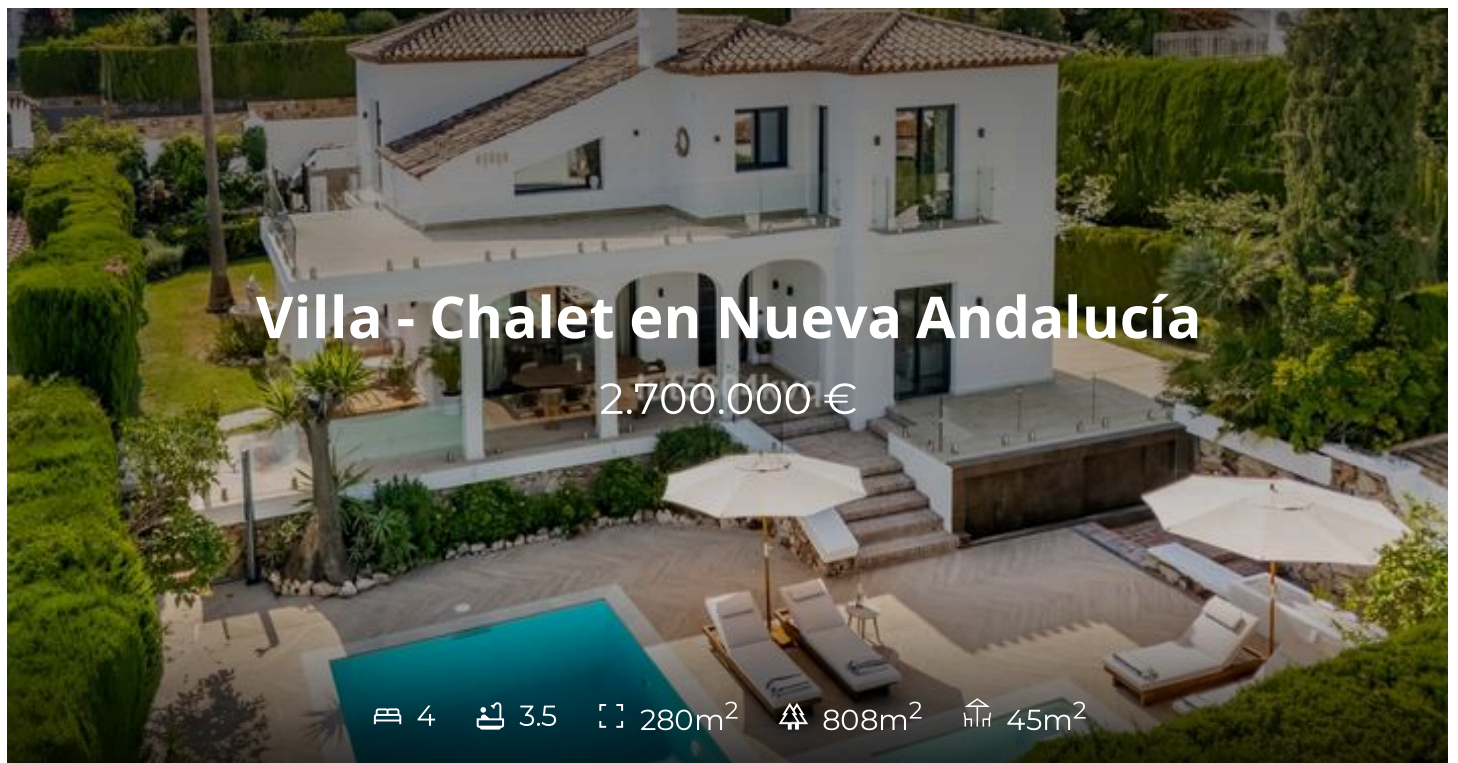 Villa - Chalet en Nueva Andalucía
2.700.000 €
4 3.5 280m² 808m² 45m²